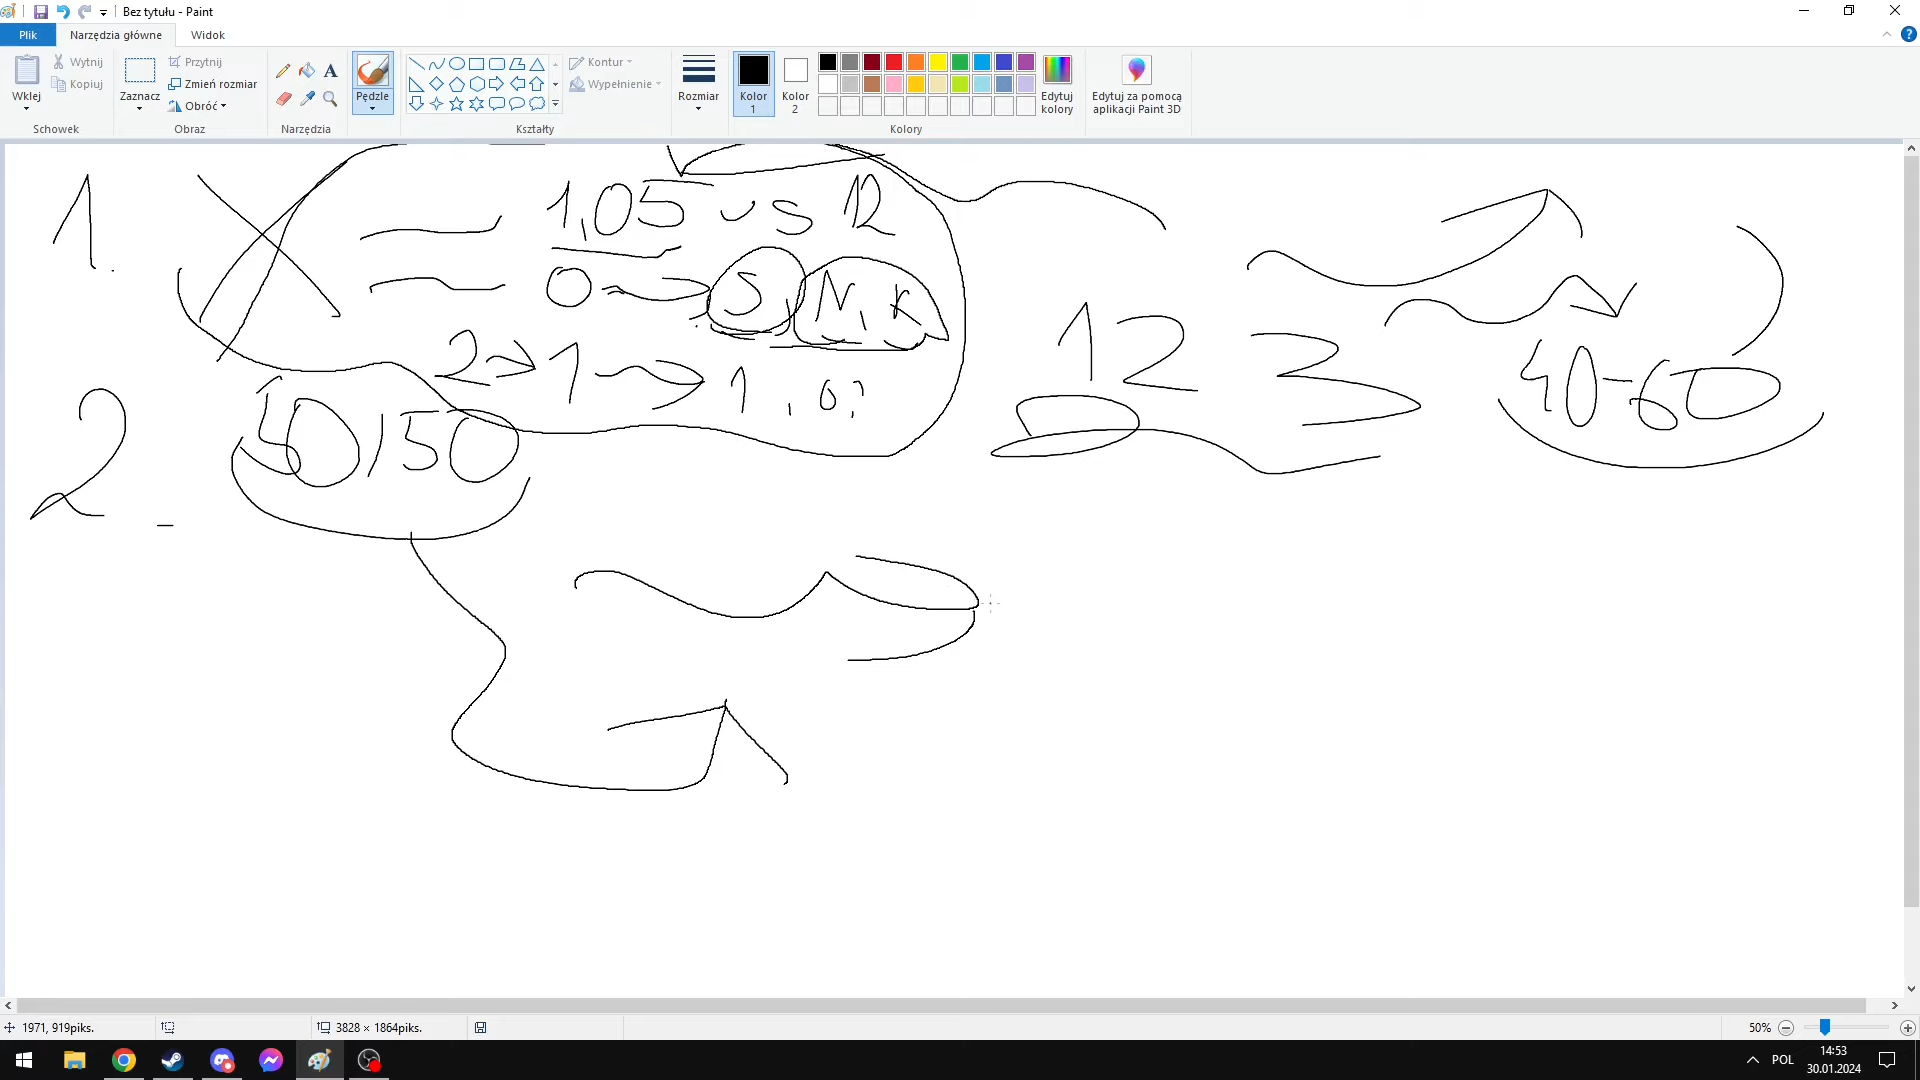 Bez tytułu - Paint
Plik Narzędzia główne Widok
Wklej
Wytnij
Kopiuj
Schowek
Zaznacz
Przytnij
Zmień rozmiar
Obróć
Obraz
A
Narzędzia
Pędzle
Kontur
Wypełnienie
Kształty
Rozmiar
Kolor 1
Kolor 2
Edytuj kolory
Kolory
Edytuj za pomocą aplikacji Paint 3D
1.
1,05 vs 12
0 S, N, K
2 → 1 → 1, 0?
12 3
40-60
2
50/50
1971, 919piks.
3828 × 1864piks.
50%
POL
14:53
30.01.2024